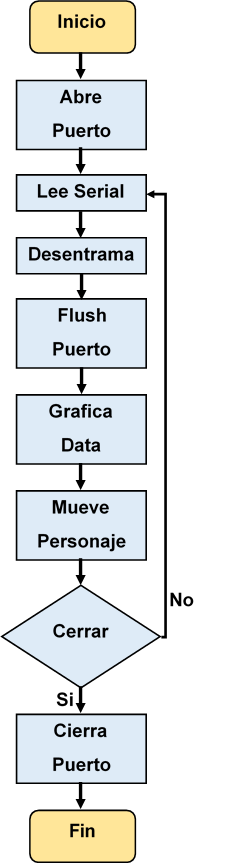 Inicio
Abre
Puerto
Lee Serial
Desentrama
Flush
Puerto
Grafica
Data
Mueve
Personaje
Cerrar
No
Si
Cierra
Puerto
Fin